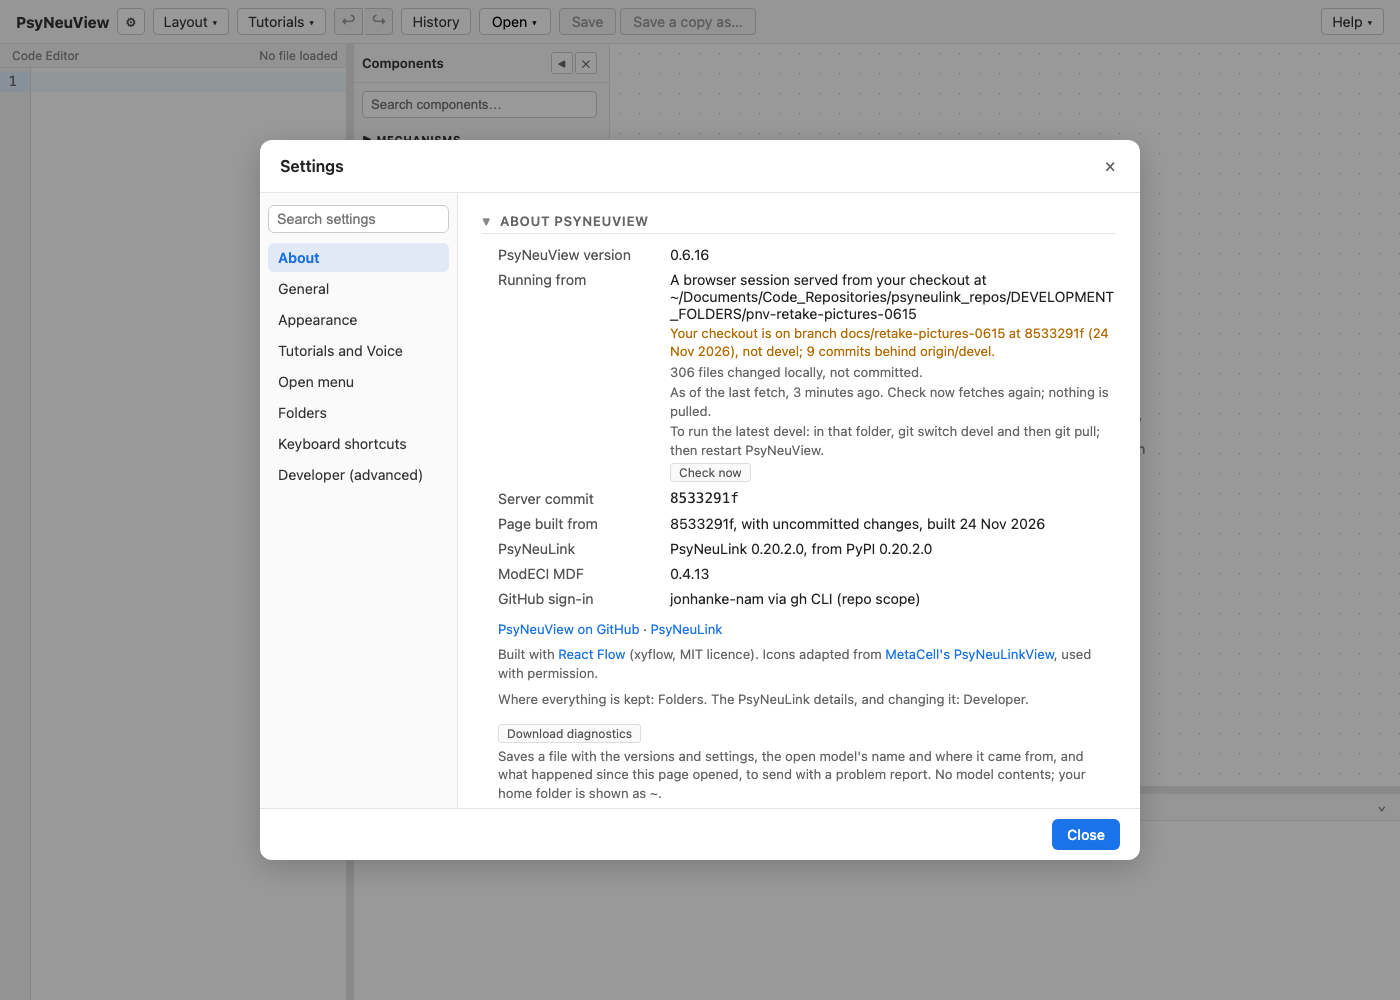 PsyNeuView ⚙ Layout ▾ Tutorials ▾ History Open ▾ Save Save a copy as... Help ▾
Code Editor No file loaded
1
Components
Search components...
MECHANISMS
Settings
Search settings
About
General
Appearance
Tutorials and Voice
Open menu
Folders
Keyboard shortcuts
Developer (advanced)
▼ ABOUT PSYNEUVIEW
PsyNeuView version 0.6.16
Running from A browser session served from your checkout at
~/Documents/Code_Repositories/psyneulink_repos/DEVELOPMENT
_FOLDERS/pnv-retake-pictures-0615
Your checkout is on branch docs/retake-pictures-0615 at 8533291f (24
Nov 2026), not devel; 9 commits behind origin/devel.
306 files changed locally, not committed.
As of the last fetch, 3 minutes ago. Check now fetches again; nothing is
pulled.
To run the latest devel: in that folder, git switch devel and then git pull;
then restart PsyNeuView.
Check now
Server commit 8533291f
Page built from 8533291f, with uncommitted changes, built 24 Nov 2026
PsyNeuLink PsyNeuLink 0.20.2.0, from PyPI 0.20.2.0
ModECI MDF 0.4.13
GitHub sign-in jonhanke-nam via gh CLI (repo scope)
PsyNeuView on GitHub · PsyNeuLink
Built with React Flow (xyflow, MIT licence). Icons adapted from MetaCell's PsyNeuLinkView, used
with permission.
Where everything is kept: Folders. The PsyNeuLink details, and changing it: Developer.
Download diagnostics
Saves a file with the versions and settings, the open model's name and where it came from, and
what happened since this page opened, to send with a problem report. No model contents; your
home folder is shown as ~.
Close